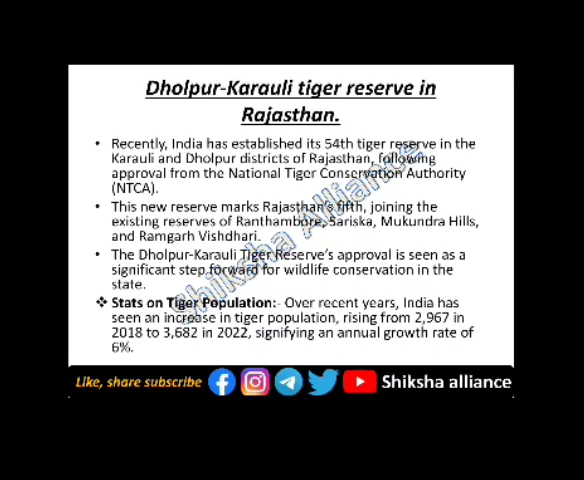 Dholpur-Karauli tiger reserve in
Rajasthan.
• Recently, India has established its 54th tiger reserve in the
Karauli and Dholpur districts of Rajasthan, following
approval from the National Tiger Conservation Authority
(NTCA).
• This new reserve marks Rajasthan's fifth, joining the
existing reserves of Ranthambore, Sariska, Mukundra Hills,
and Ramgarh Vishdhari.
• The Dholpur-Karauli Tiger Reserve's approval is seen as a
significant step forward for wildlife conservation in the
state.
❖ Stats on Tiger Population:- Over recent years, India has
seen an increase in tiger population, rising from 2,967 in
2018 to 3,682 in 2022, signifying an annual growth rate of
6%.
Shiksha Alliance
Like, share subscribe
Shiksha alliance